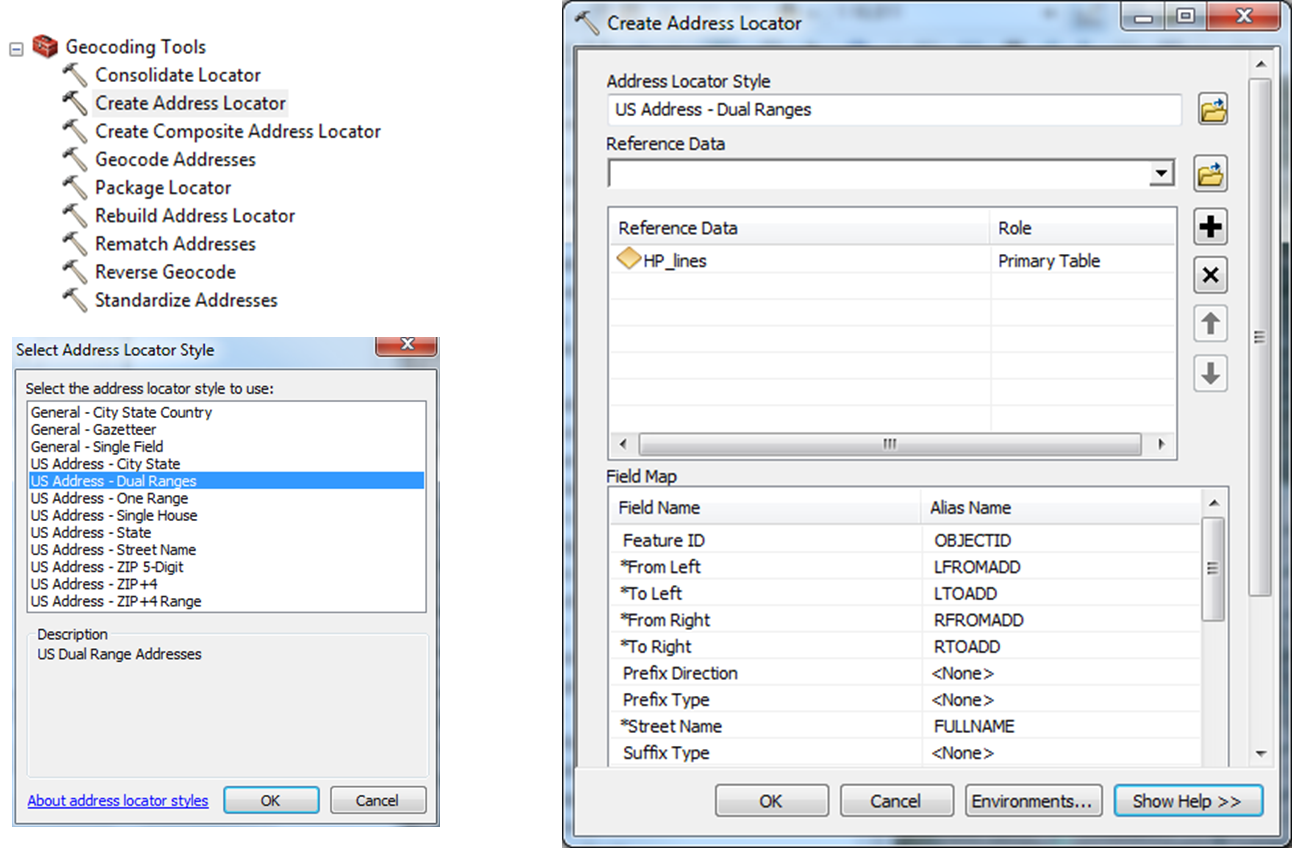 Geocoding Tools
Consolidate Locator
Create Address Locator
Create Composite Address Locator
Geocode Addresses
Package Locator
Rebuild Address Locator
Rematch Addresses
Reverse Geocode
Standardize Addresses
Select Address Locator Style
Select the address locator style to use:
General - City State Country
General - Gazetteer
General - Single Field
US Address - City State
US Address - Dual Ranges
US Address - One Range
US Address - Single House
US Address - State
US Address - Street Name
US Address - ZIP 5-Digit
US Address - ZIP+4
US Address - ZIP+4 Range
Description
US Dual Range Addresses
About address locator styles OK Cancel
Create Address Locator
Address Locator Style
US Address - Dual Ranges
Reference Data
Reference Data Role
HP_lines Primary Table
Field Map
Field Name Alias Name
Feature ID OBJECTID
*From Left LFROMADD
*To Left LTOADD
*From Right RFROMADD
*To Right RTOADD
Prefix Direction <None>
Prefix Type <None>
*Street Name FULLNAME
Suffix Type <None>
OK Cancel Environments... Show Help >>